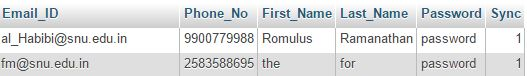 Email_ID Phone_No First_Name Last_Name Password Sync
al_Habibi@snu.edu.in 9900779988 Romulus Ramanathan password 1
fm@snu.edu.in 2583588695 the for password 1